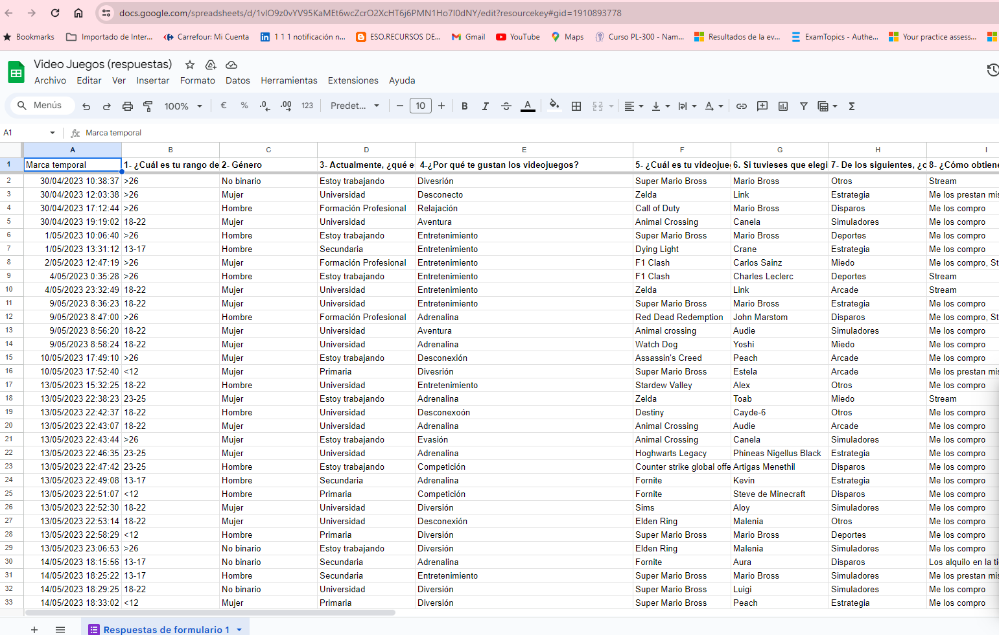 docs.google.com/spreadsheets/d/1vIO9z0vYV95KaMEt6wcZcrO2XcHT6j6PMN1Ho7I0dNY/edit?resourcekey#gid=1910893778
Bookmarks Importado de Inter... Carrefour: Mi Cuenta 1 1 1 notificación n... ESO.RECURSOS DE... Gmail YouTube Maps Curso PL-300 - Nam... Resultados de la ev... ExamTopics - Authe... Your practice assess...
Video Juegos (respuestas)
Archivo Editar Ver Insertar Formato Datos Herramientas Extensiones Ayuda
Menús 100% € % .0 .00 123 Predet... − 10 + B I S A Σ
A1 fx Marca temporal
A B C D E F G H I
1 Marca temporal 1- ¿Cuál es tu rango de 2- Género 3- Actualmente, ¿qué e 4-¿Por qué te gustan los videojuegos? 5- ¿Cuál es tu videojue 6. Si tuvieses que elegi 7- De los siguientes, ¿c 8- ¿Cómo obtiene
2 30/04/2023 10:38:37 >26 No binario Estoy trabajando Divesrión Super Mario Bross Mario Bross Otros Stream
3 30/04/2023 12:03:38 >26 Mujer Universidad Desconecto Zelda Link Estrategia Me los prestan mis
4 30/04/2023 17:12:44 >26 Hombre Formación Profesional Relajación Call of Duty Mario Bross Disparos Me los compro
5 30/04/2023 19:19:02 18-22 Mujer Universidad Aventura Animal Crossing Canela Simuladores Me los compro
6 1/05/2023 10:06:40 >26 Hombre Estoy trabajando Entretenimiento Super Mario Bross Mario Bross Deportes Me los compro
7 1/05/2023 13:31:12 13-17 Hombre Secundaria Entretenimiento Dying Light Crane Estrategia Me los compro
8 2/05/2023 12:47:19 >26 Mujer Formación Profesional Entretenimiento F1 Clash Carlos Sainz Miedo Me los compro, St
9 4/05/2023 0:35:28 >26 Hombre Estoy trabajando Entretenimiento F1 Clash Charles Leclerc Deportes Stream
10 4/05/2023 23:32:49 18-22 Mujer Universidad Entretenimiento Zelda Link Arcade Stream
11 9/05/2023 8:36:23 18-22 Mujer Universidad Entretenimiento Super Mario Bross Mario Bross Estrategia Me los compro
12 9/05/2023 8:47:00 >26 Hombre Formación Profesional Adrenalina Red Dead Redemption John Marstom Disparos Me los compro, St
13 9/05/2023 8:56:20 18-22 Mujer Universidad Aventura Animal crossing Audie Simuladores Me los compro
14 9/05/2023 8:58:24 18-22 Mujer Universidad Adrenalina Watch Dog Yoshi Miedo Me los compro
15 10/05/2023 17:49:10 >26 Mujer Estoy trabajando Desconexión Assassin's Creed Peach Arcade Me los compro
16 10/05/2023 17:52:40 <12 Mujer Primaria Divesrión Super Mario Bross Estela Arcade Me los prestan mis
17 13/05/2023 15:32:25 18-22 Hombre Universidad Entretenimiento Stardew Valley Alex Otros Me los compro
18 13/05/2023 22:38:23 23-25 Mujer Estoy trabajando Adrenalina Zelda Toab Miedo Stream
19 13/05/2023 22:42:37 18-22 Hombre Universidad Desconexoón Destiny Cayde-6 Otros Me los compro
20 13/05/2023 22:43:07 18-22 Mujer Universidad Adrenalina Animal Crossing Audie Arcade Me los compro
21 13/05/2023 22:43:44 >26 Mujer Estoy trabajando Evasión Animal Crossing Canela Simuladores Me los compro
22 13/05/2023 22:46:35 23-25 Mujer Universidad Adrenalina Hoghwarts Legacy Phineas Nigellus Black Estrategia Me los compro
23 13/05/2023 22:47:42 23-25 Hombre Estoy trabajando Competición Counter strike global offe Artigas Menethil Disparos Me los compro
24 13/05/2023 22:49:08 13-17 Hombre Secundaria Adrenalina Fornite Kevin Estrategia Me los compro
25 13/05/2023 22:51:07 <12 Hombre Primaria Competición Fornite Steve de Minecraft Disparos Me los compro
26 13/05/2023 22:52:30 18-22 Mujer Universidad Diversión Sims Aloy Simuladores Me los compro
27 13/05/2023 22:53:14 18-22 Mujer Universidad Desconexión Elden Ring Malenia Otros Me los compro
28 13/05/2023 22:58:29 <12 Hombre Primaria Diversión Super Mario Bross Mario Bross Deportes Me los compro
29 13/05/2023 23:06:53 >26 No binario Estoy trabajando Diversión Elden Ring Malenia Simuladores Me los compro
30 14/05/2023 18:15:56 13-17 No binario Secundaria Adrenalina Fornite Aura Disparos Los alquilo en la ti
31 14/05/2023 18:25:22 13-17 Hombre Secundaria Entretenimiento Super Mario Bross Mario Bross Simuladores Me los prestan mis
32 14/05/2023 18:29:25 18-22 No binario Universidad Diversión Super Mario Bross Luigi Simuladores Me los compro
33 14/05/2023 18:33:02 <12 Mujer Primaria Diversión Super Mario Bross Peach Estrategia Me los compro
Respuestas de formulario 1